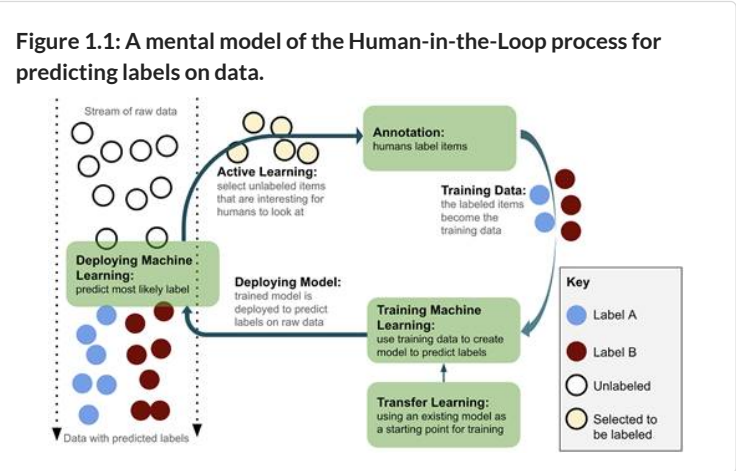 Figure 1.1: A mental model of the Human-in-the-Loop process for
predicting labels on data.
Stream of raw data
Active Learning:
select unlabeled items
that are interesting for
humans to look at
Annotation:
humans label items
Training Data:
the labeled items
become the
training data
Deploying Machine
Learning:
predict most likely label
Deploying Model:
trained model is
deployed to predict
labels on raw data
Training Machine
Learning:
use training data to create
model to predict labels
Transfer Learning:
using an existing model as
a starting point for training
Data with predicted labels
Key
Label A
Label B
Unlabeled
Selected to
be labeled